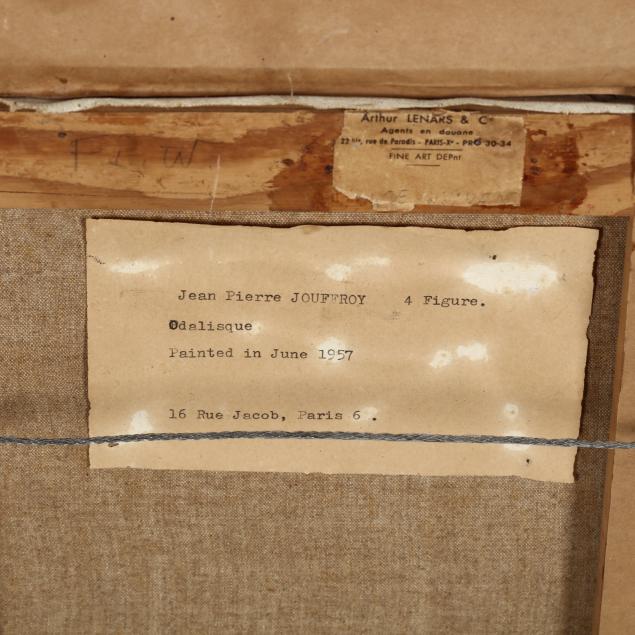 Arthur LENARS & Cie
Agents en douane
22 bis, rue de Paradis - PARIS-Xe - PRO 30-34
FINE ART DEPnt
Jean Pierre JOUFFROY 4 Figure.
Odalisque
Painted in June 1957
16 Rue Jacob, Paris 6 .